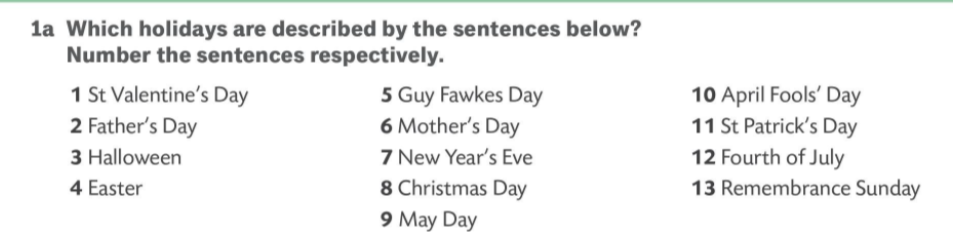 1a Which holidays are described by the sentences below?
Number the sentences respectively.
1 St Valentine's Day
2 Father's Day
3 Halloween
4 Easter
5 Guy Fawkes Day
6 Mother's Day
7 New Year's Eve
8 Christmas Day
9 May Day
10 April Fools' Day
11 St Patrick's Day
12 Fourth of July
13 Remembrance Sunday